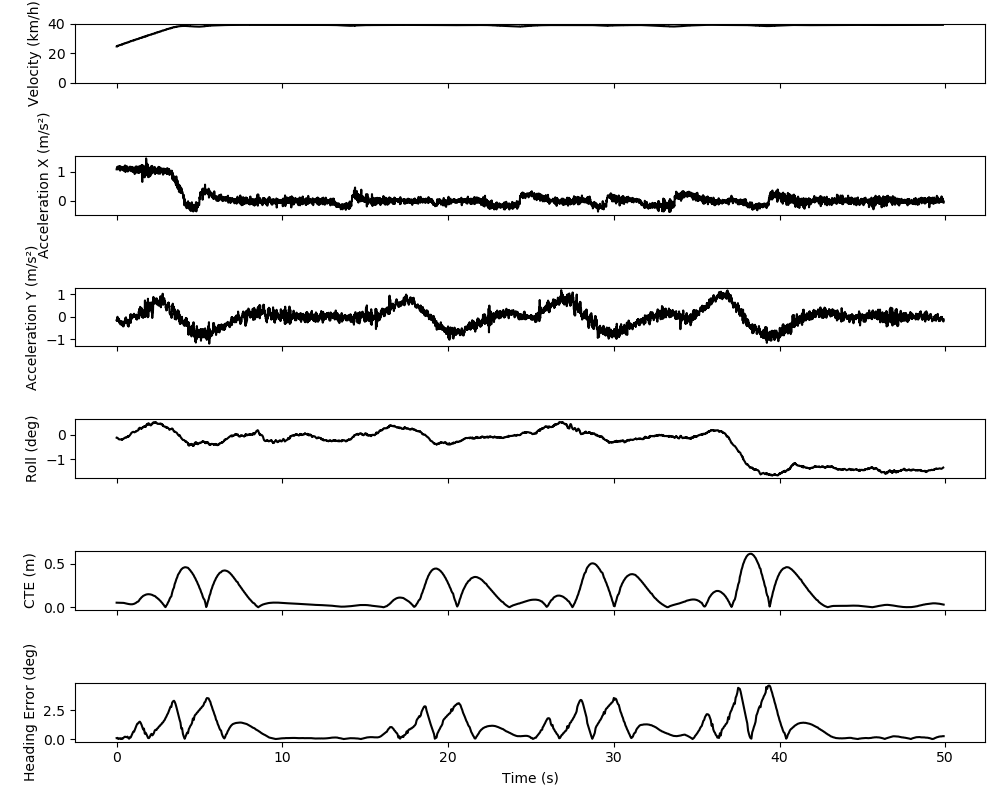 Velocity (km/h)
40
20
0
Acceleration X (m/s²)
1
0
Acceleration Y (m/s²)
1
0
−1
Roll (deg)
0
−1
CTE (m)
0.5
0.0
Heading Error (deg)
2.5
0.0
0 10 20 30 40 50
Time (s)